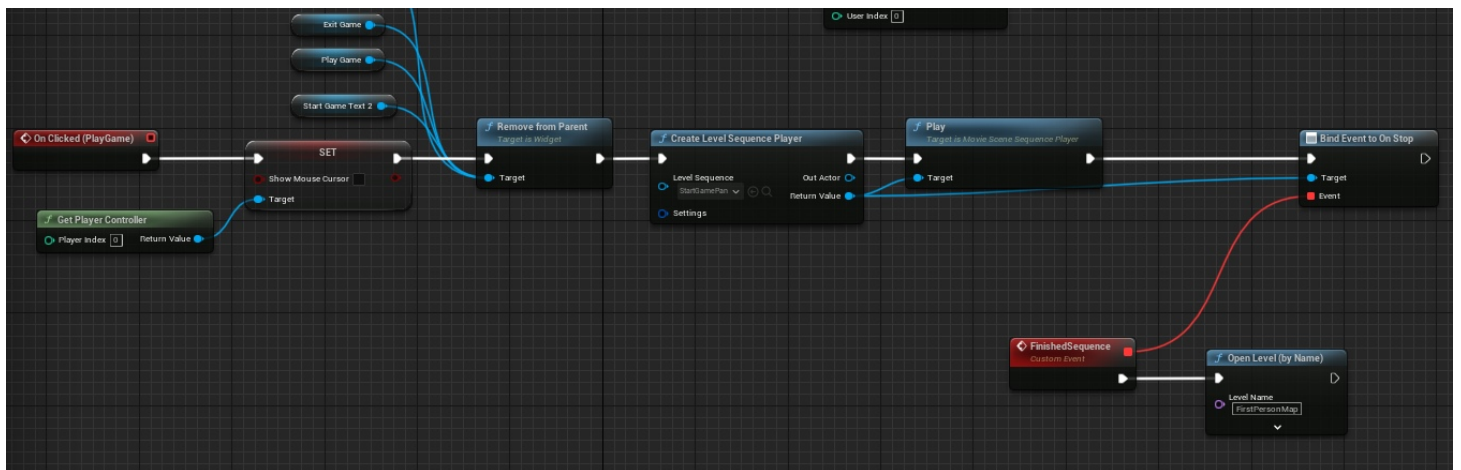 Exit Game
User Index 0
Play Game
Start Game Text 2
On Clicked (PlayGame)
SET
Show Mouse Cursor
Target
Get Player Controller
Player Index 0
Return Value
f Remove from Parent
Target is Widget
Target
f Create Level Sequence Player
Level Sequence
StartGamePan
Out Actor
Return Value
Settings
f Play
Target is Movie Scene Sequence Player
Target
Bind Event to On Stop
Target
Event
FinishedSequence
Custom Event
f Open Level (by Name)
Level Name
FirstPersonMap